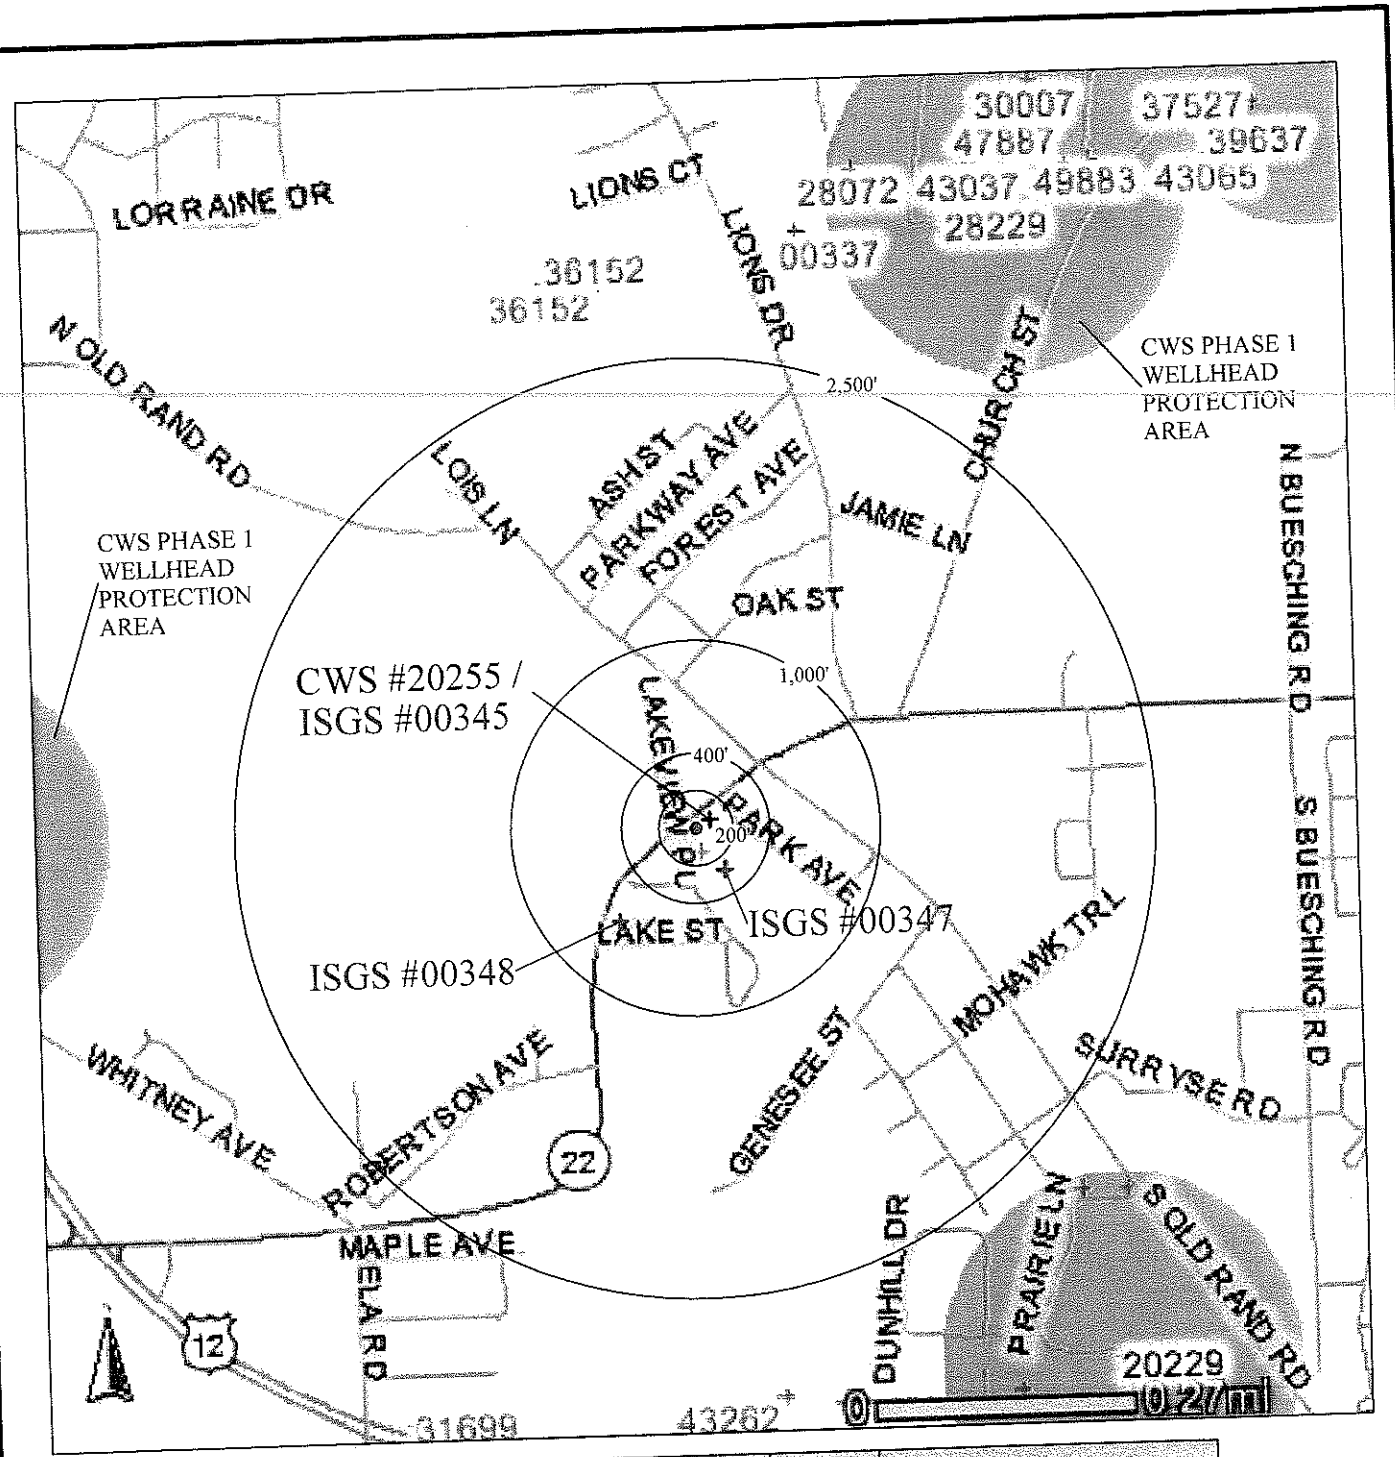 30007
37527
47887
39637
28072
43037
49883
43065
28229
00337
LORRAINE DR
LIONS CT
LIONS DR
.36152
36152
N OLD RAND RD
CHURCH ST
CWS PHASE 1
WELLHEAD
PROTECTION
AREA
2,500'
LOIS LN
ASH ST
PARKWAY AVE
FOREST AVE
JAMIE LN
N BUESCHING RD
CWS PHASE 1
WELLHEAD
PROTECTION
AREA
OAK ST
1,000'
CWS #20255 /
ISGS #00345
LAKEVIEW PL
400'
200'
PARK AVE
S BUESCHING RD
LAKE ST
ISGS #00347
ISGS #00348
MOHAWK TRL
GENESEE ST
SURRYSE RD
WHITNEY AVE
ROBERTSON AVE
22
MAPLE AVE
ELA RD
DUNHILL DR
PRAIRIE LN
S OLD RAND RD
12
20229
0
0.27mi
31699
43262